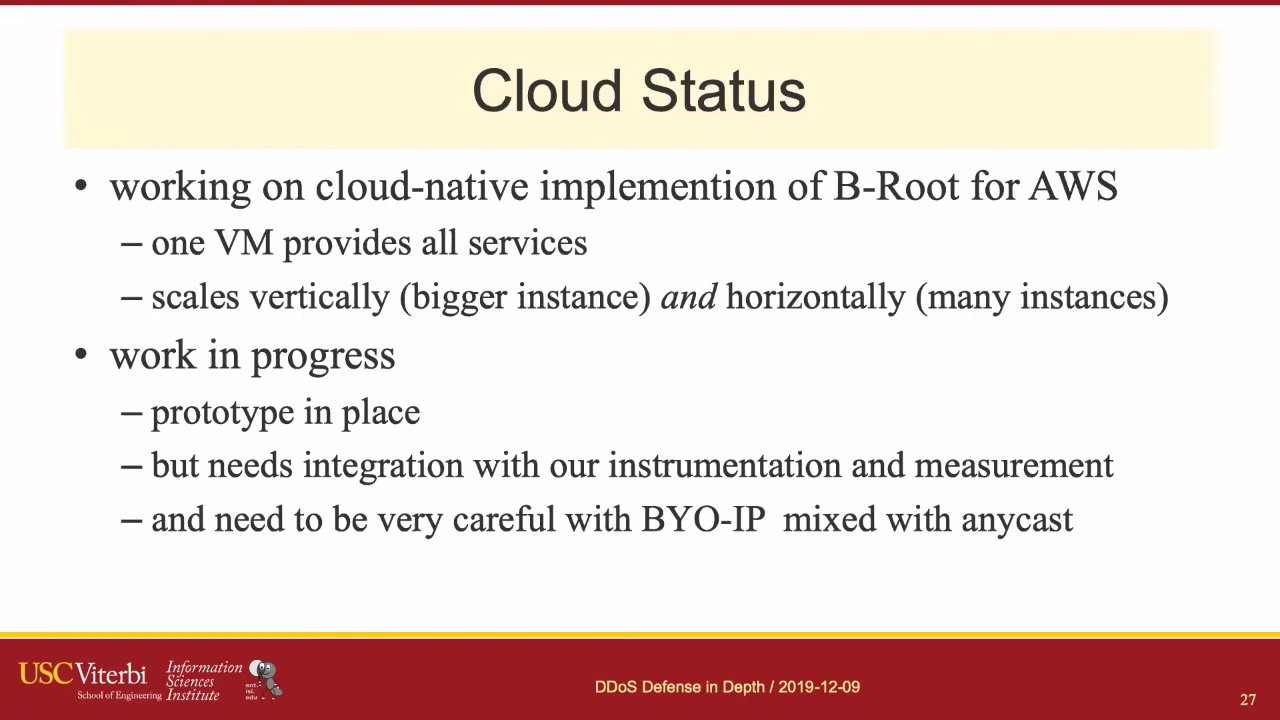 Cloud Status
• working on cloud-native implemention of B-Root for AWS
– one VM provides all services
– scales vertically (bigger instance) and horizontally (many instances)
• work in progress
– prototype in place
– but needs integration with our instrumentation and measurement
– and need to be very careful with BYO-IP mixed with anycast
USC Viterbi
School of Engineering
Information
Sciences
Institute
ant.
isi.
edu
DDoS Defense in Depth / 2019-12-09
27